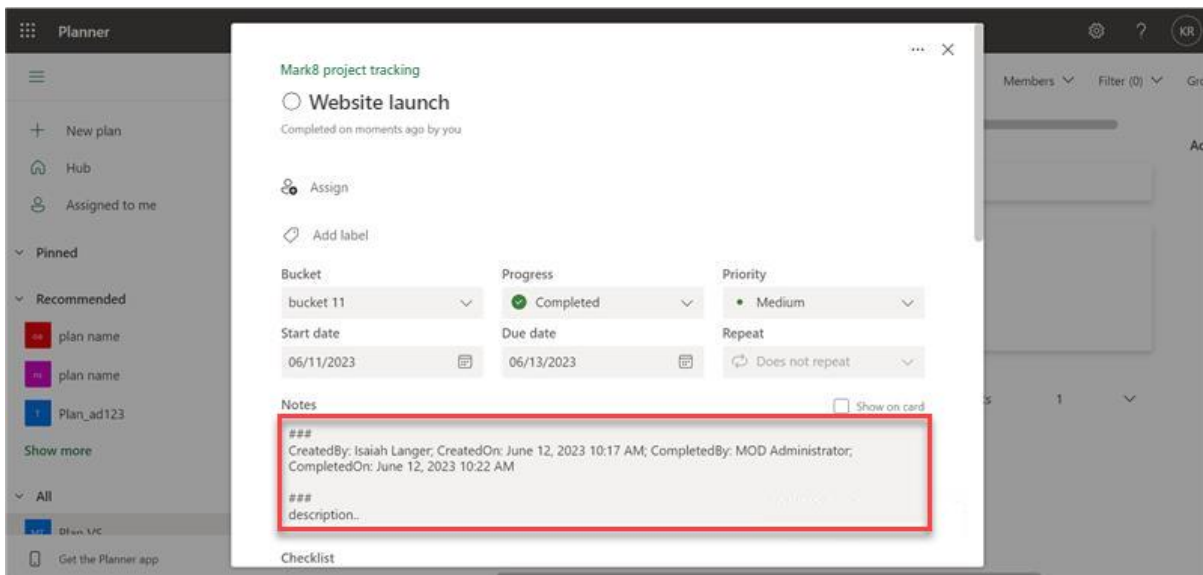 Planner
KR
Mark8 project tracking
Website launch
Completed on moments ago by you
Members
Filter (0)
New plan
Hub
Assigned to me
Assign
Add label
Pinned
Bucket
Progress
Priority
Recommended
bucket 11
Completed
Medium
plan name
Start date
Due date
Repeat
06/11/2023
06/13/2023
Does not repeat
plan name
Plan_ad123
Notes
Show on card
1
###
CreatedBy: Isaiah Langer; CreatedOn: June 12, 2023 10:17 AM; CompletedBy: MOD Administrator;
CompletedOn: June 12, 2023 10:22 AM
###
description..
Show more
All
Plan VS
Get the Planner app
Checklist